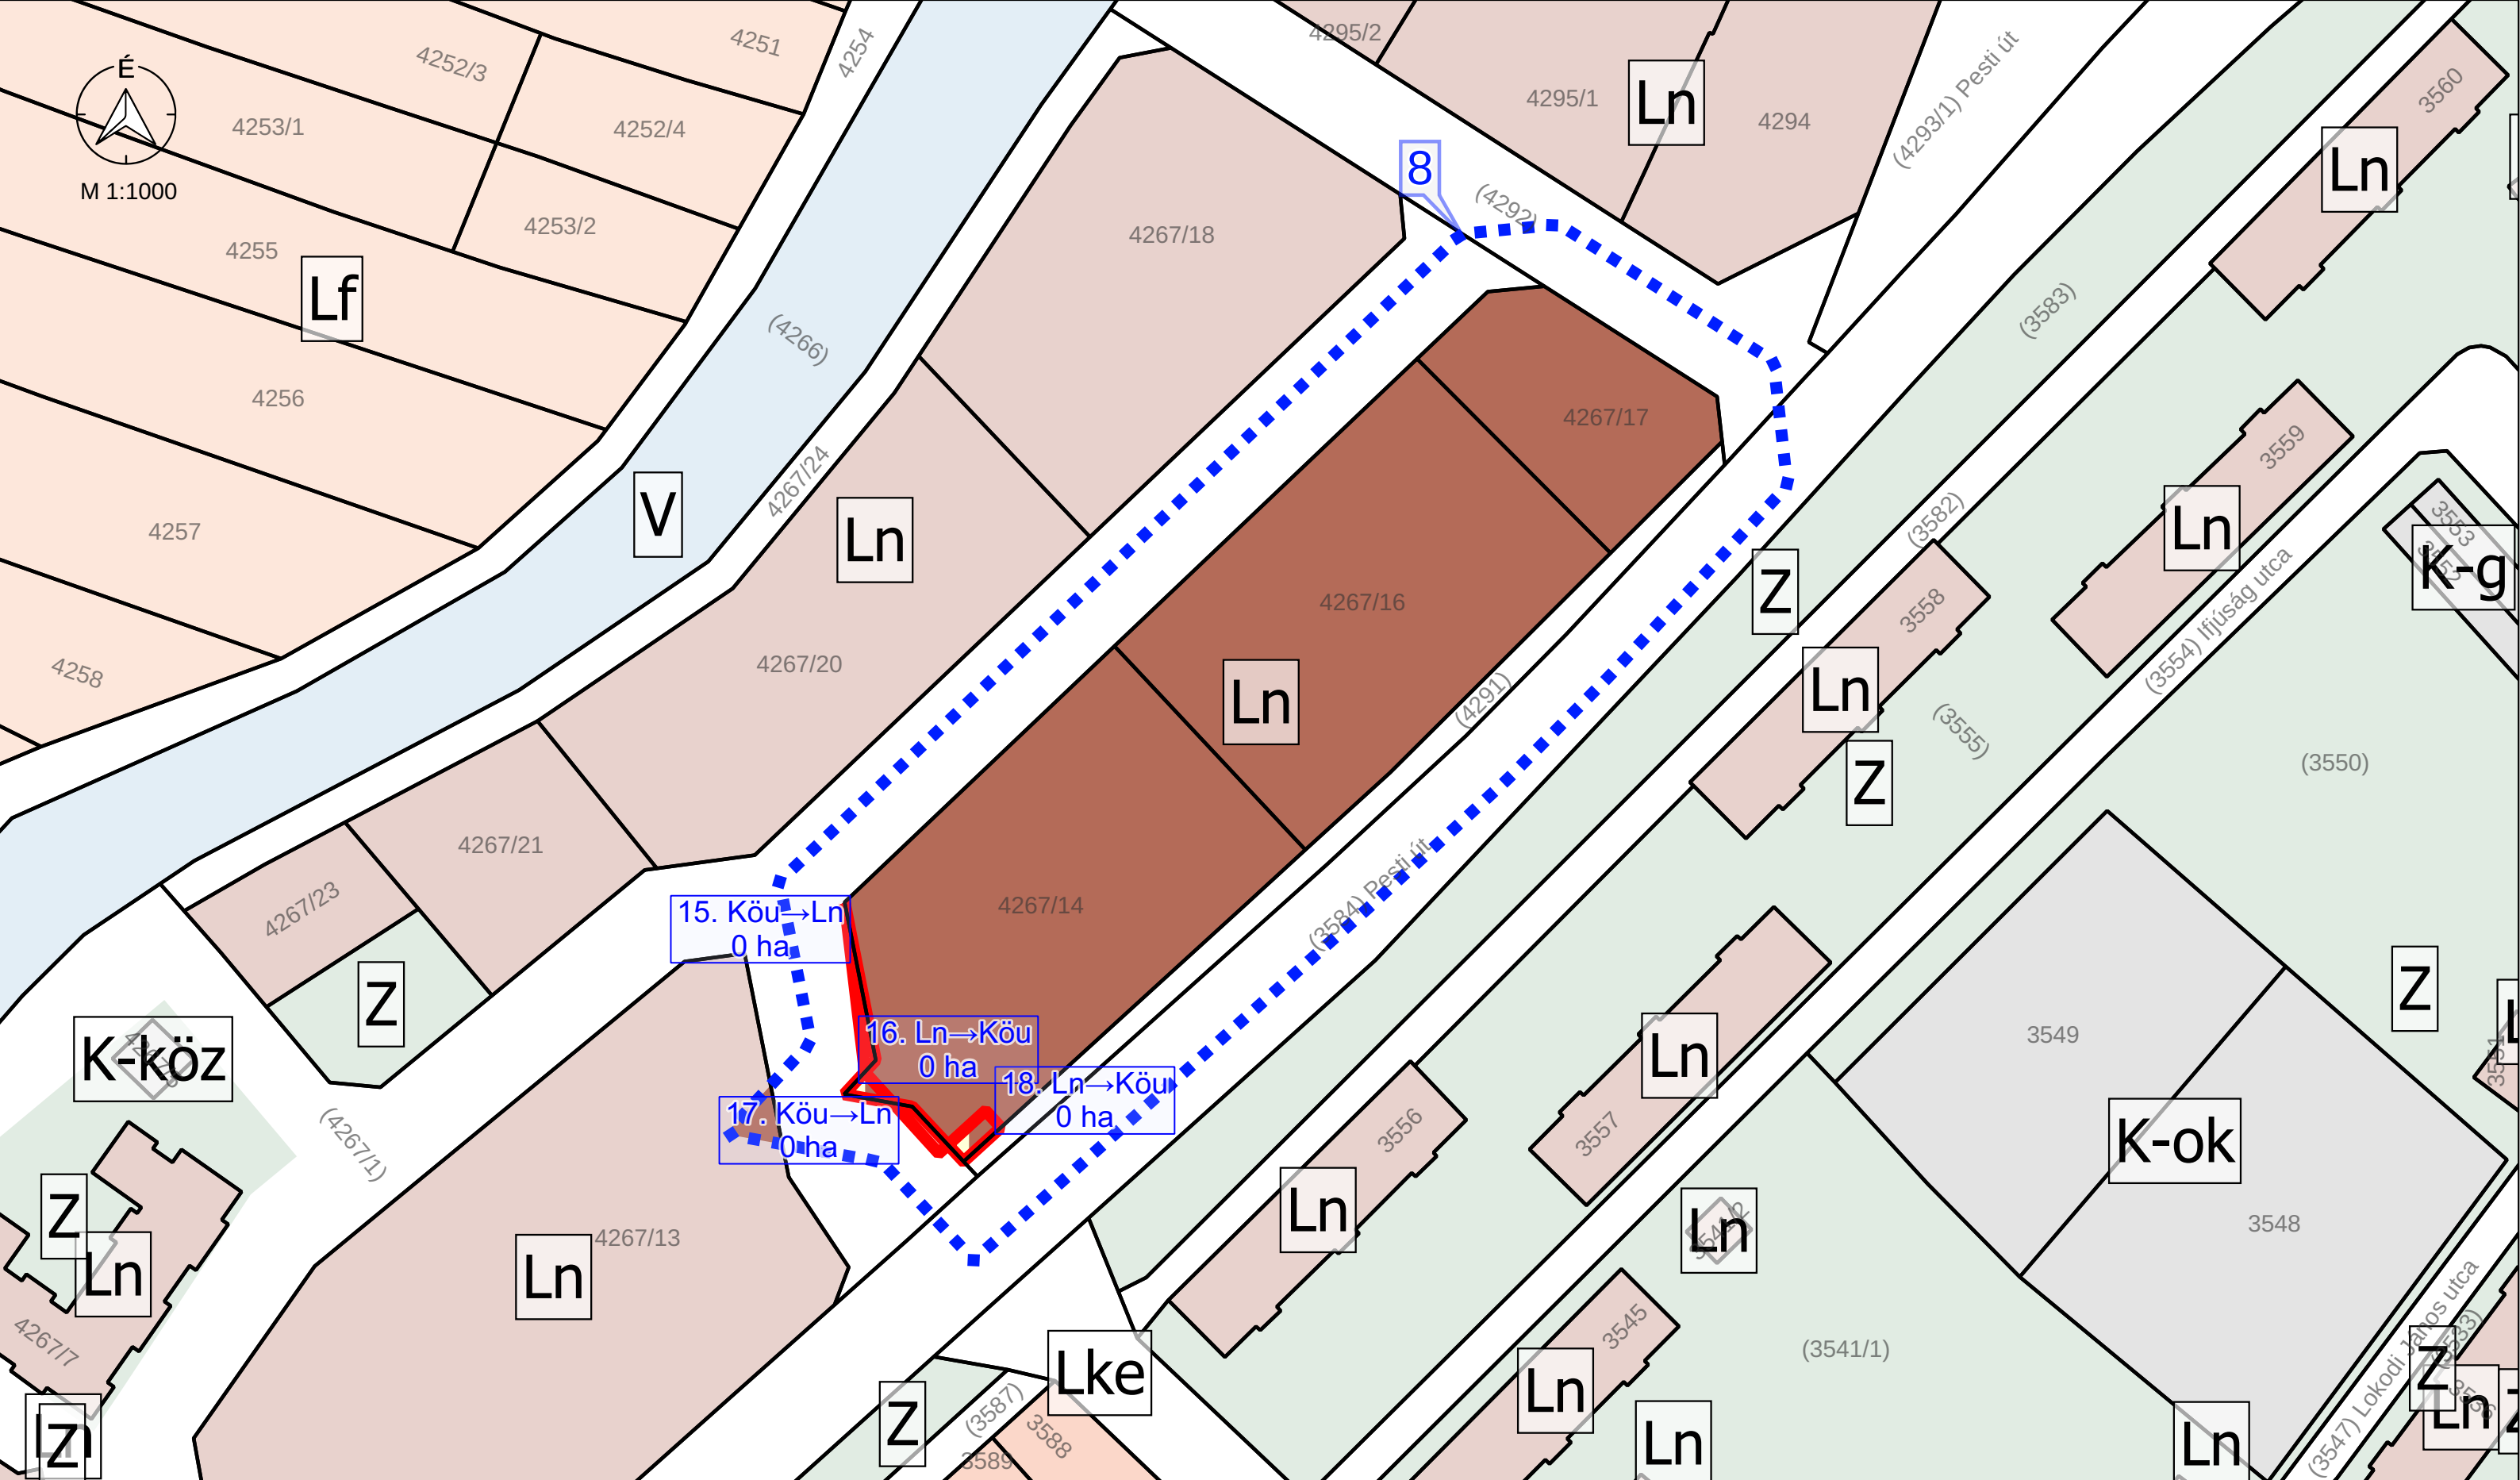 É
M 1:1000
4252/3
4251
4254
4295/2
4253/1
4252/4
4295/1
Ln
4294
(4293/1) Pesti út
3560
Ln
4253/2
4255
Lf
4267/18
8
(4292)
(3583)
(4266)
4256
4267/17
3559
Ln
4257
V
4267/24
Ln
(3582)
Z
3553
K-g
4267/16
3558
(3554) Ifjúság utca
4258
4267/20
Ln
Ln
(4291)
(3555)
Z
(3550)
4267/21
4267/23
4267/14
(3584) Pesti út
15. Köu→Ln
0 ha
Z
Z
K-köz
16. Ln→Köu
0 ha
18. Ln→Köu
0 ha
17. Köu→Ln
0 ha
(4267/1)
3556
3557
Ln
3549
3551
K-ok
Z
Ln
4267/7
Ln
4267/13
Ln
Ln
3541/2
3548
Lke
3545
Ln
(3541/1)
Z
(3587)
3588
3589
Ln
Ln
(3547) Lokodi János utca
(3533)
Z
Ln
Z